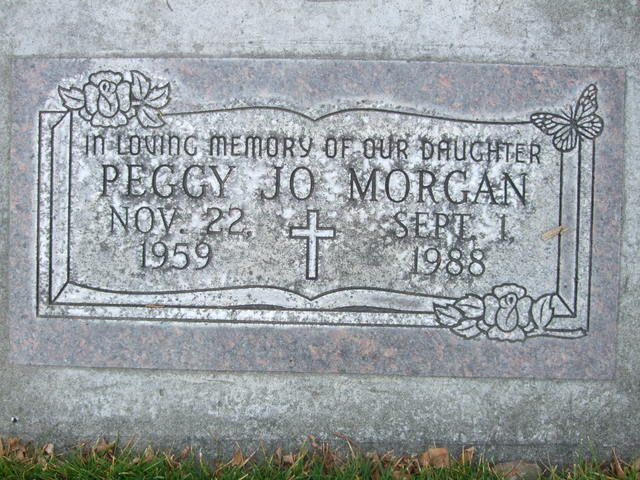 IN LOVING MEMORY OF OUR DAUGHTER
PEGGY JO MORGAN
NOV. 22, SEPT. 1,
1959 1988